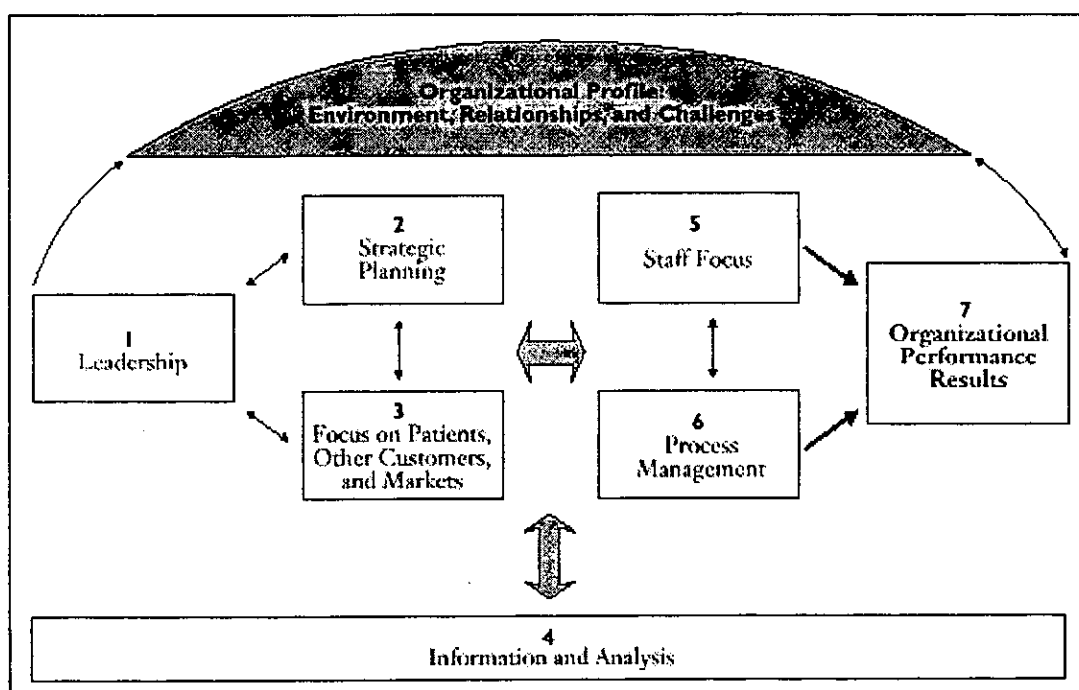 Organizational Profile:
Environment, Relationships, and Challenges
2
Strategic
Planning
5
Staff Focus
1
Leadership
7
Organizational
Performance
Results
3
Focus on Patients,
Other Customers,
and Markets
6
Process
Management
4
Information and Analysis